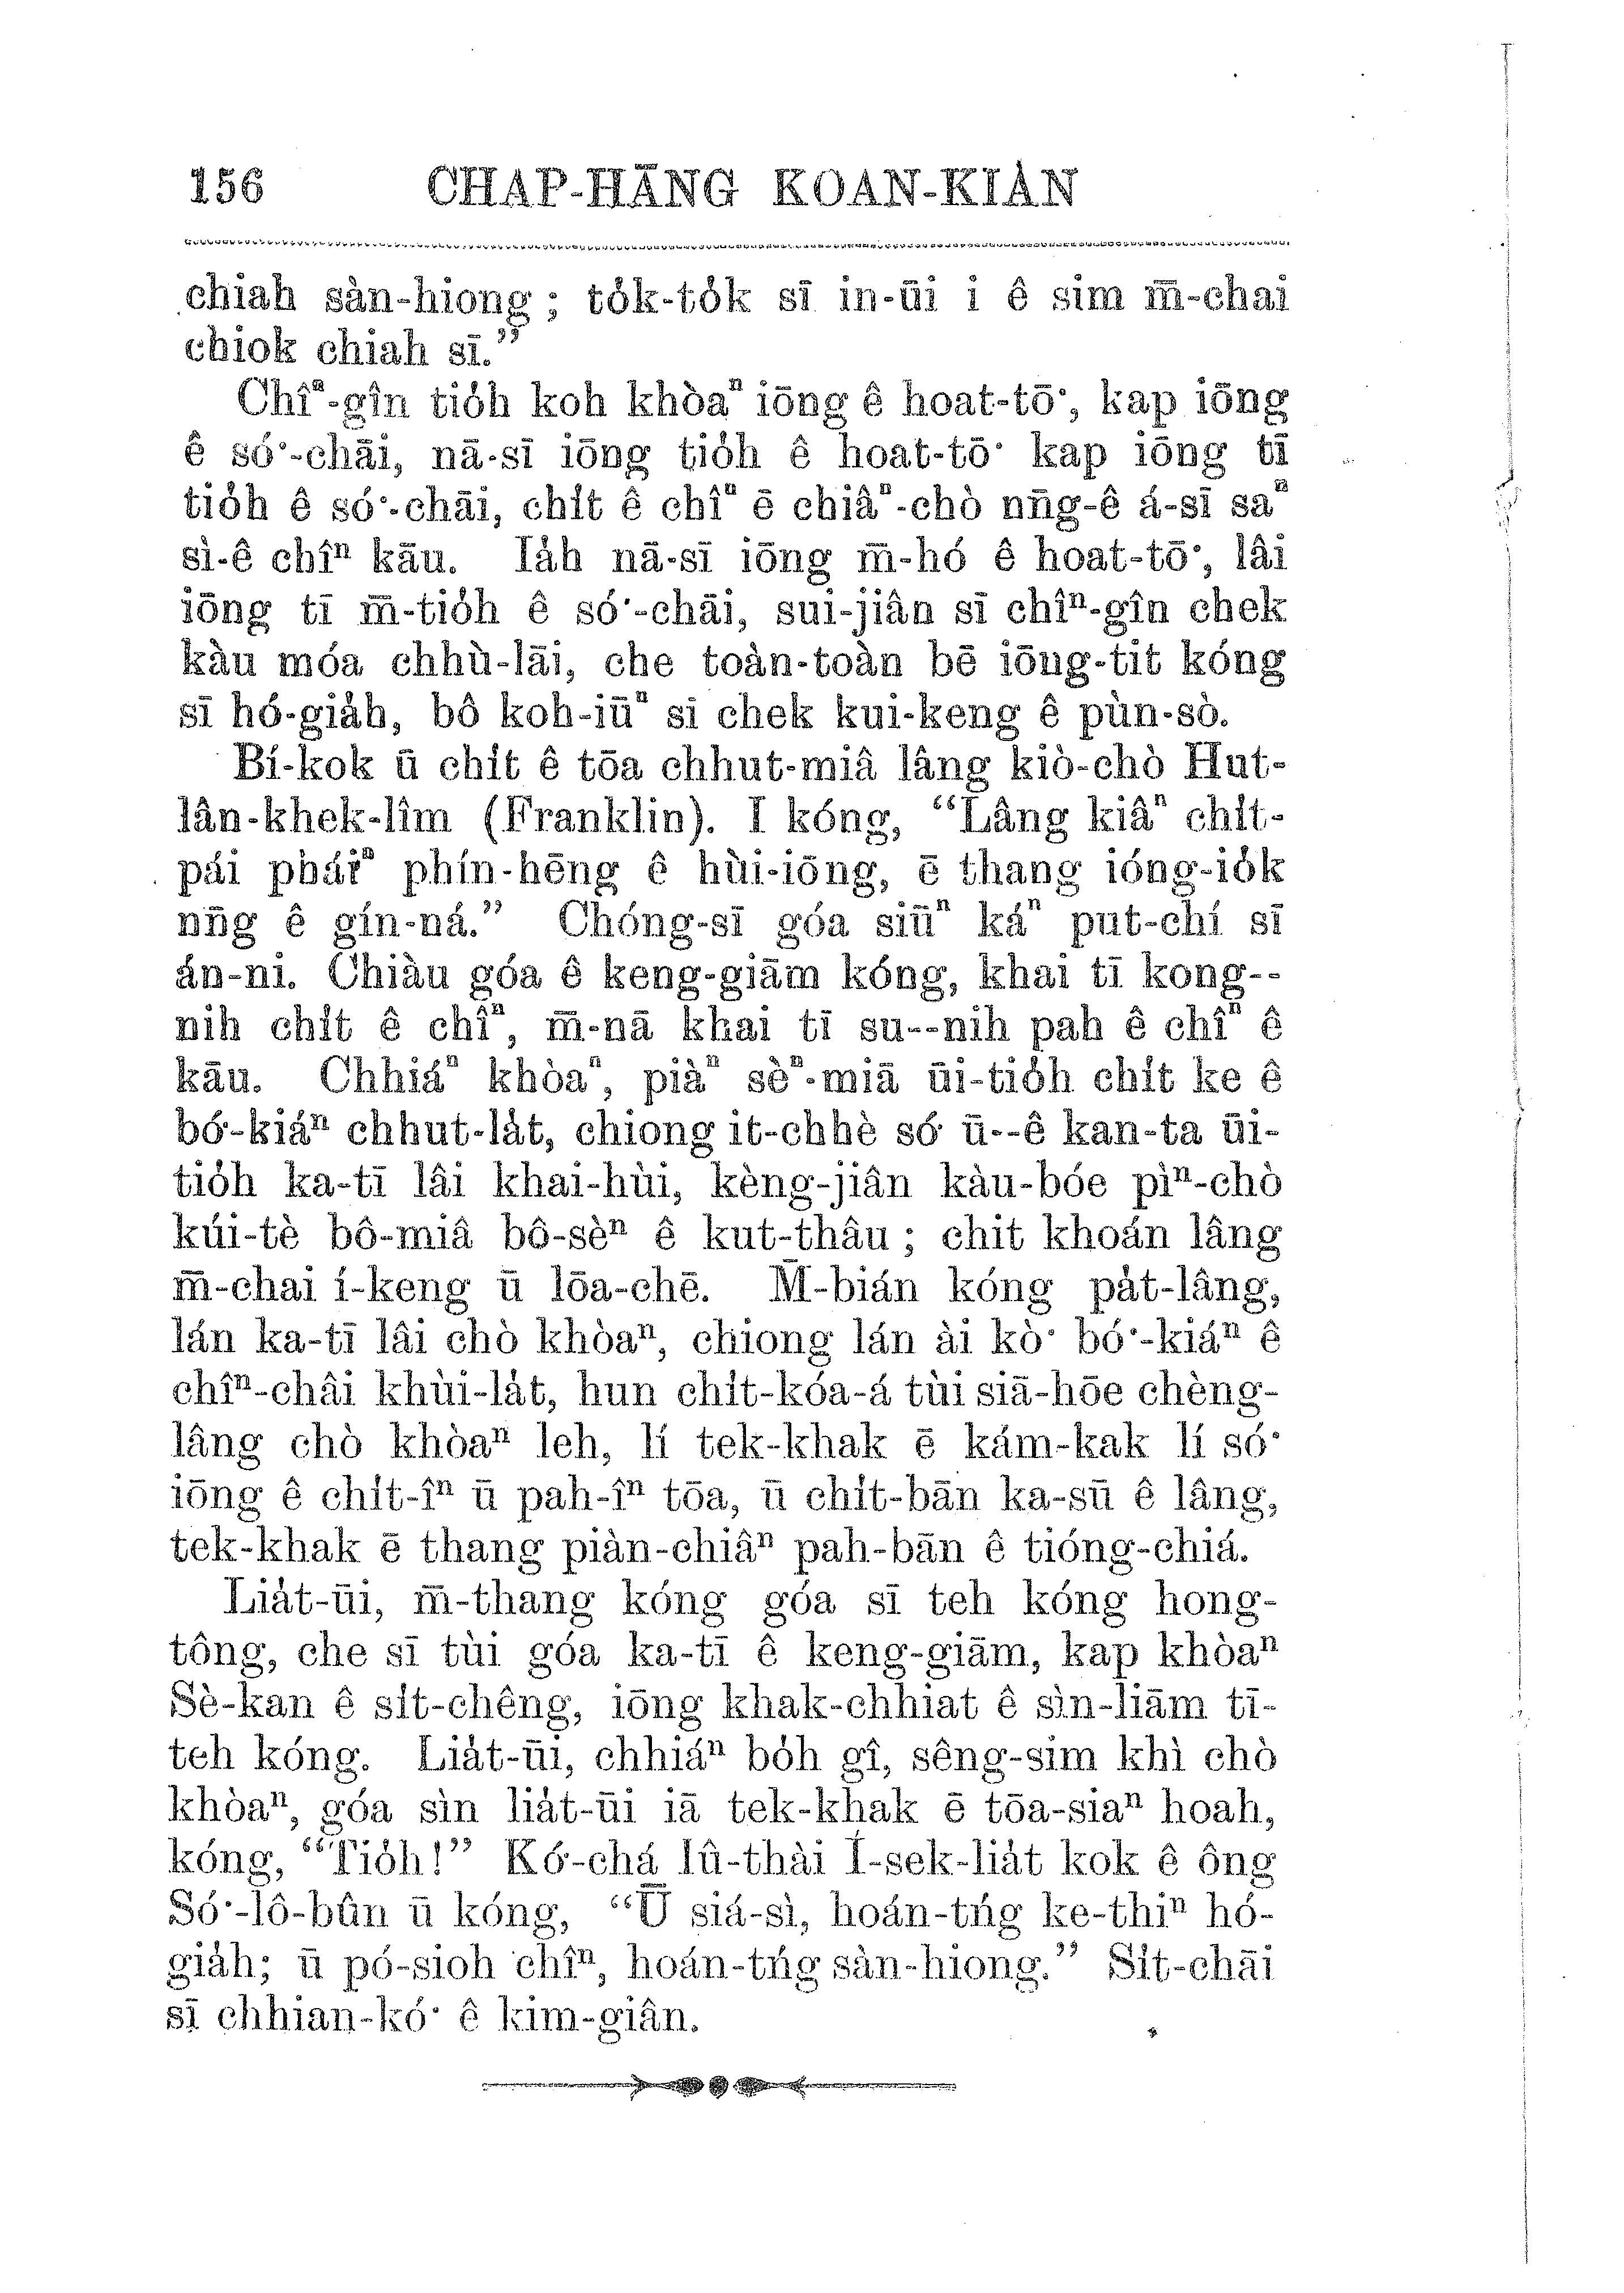 156 CHA̍P-HĀNG KOAN-KIÀN
chiah sàn-hiong; to̍k-to̍k sī in-ūi i ê sim m̄-chai
chiok chiah sī.”
Chîⁿ-gîn tio̍h koh khòaⁿ iōng ê hoat-tō͘, kap iōng
ê só͘-chāi, nā-sī iōng tio̍h ê hoat-tō͘ kap iōng tī
tio̍h ê só͘-chāi, chi̍t ê chîⁿ ē chiâⁿ-chò nn̄g-ê á-sī saⁿ
sì-ê chîⁿ kāu. Ia̍h nā-sī iōng m̄-hó ê hoat-tō͘, lâi
iōng tī m̄-tio̍h ê só͘-chāi, sui-jiân sī chîⁿ-gîn chek
kàu móa chhù-lāi, che toàn-toàn bē iōng-tit kóng
sī hó-gia̍h, bô koh-iūⁿ sī chek kui-keng ê pùn-sò.
Bí-kok ū chi̍t ê tōa chhut-miâ lâng kiò-chò Hut-
lân-khek-lîm (Franklin). I kóng, “Lâng kiâⁿ chi̍t-
pái pháiⁿ phín-hēng ê hùi-iōng, ē thang ióng-io̍k
nn̄g ê gín-ná.” Chóng-sī góa siūⁿ káⁿ put-chí sī
án-ni. Chiàu góa ê keng-giām kóng, khai tī kong--
nih chi̍t ê chîⁿ, m̄-nā khai tī su--nih pah ê chîⁿ ê
kāu. Chhiáⁿ khòaⁿ, piàⁿ sèⁿ-miā ūi-tio̍h chi̍t ke ê
bó-kiáⁿ chhut-la̍t, chiong it-chhè só ū--ê kan-ta ūi-
tio̍h ka-tī lâi khai-hùi, kèng-jiân kàu-bóe pìⁿ-chò
kúi-tè bô-miâ bô-sèⁿ ê kut-thâu; chit khoán lâng
m̄-chai í-keng ū lōa-chē. M̄-bián kóng pa̍t-lâng,
lán ka-tī lâi chò khòaⁿ, chiong lán ài kò͘ bó͘-kiáⁿ ê
chîⁿ-châi khùi-la̍t, hun chi̍t-kóa-á tùi siā-hōe chèng-
lâng chò khòaⁿ leh, lí tek-khak ē kám-kak lí só͘
iōng ê chi̍t-îⁿ ū pah-îⁿ tōa, ū chi̍t-bān ka-sū ê lâng,
tek-khak ē thang piàn-chiâⁿ pah-bān ê tióng-chiá.
Lia̍t-ūi, m̄-thang kóng góa sī teh kóng hong-
tông, che sī tùi góa ka-tī ê keng-giām, kap khòaⁿ
Sè-kan ê si̍t-chêng, iōng khak-chhiat ê sìn-liām tī-
teh kóng. Lia̍t-ūi, chhiáⁿ bo̍h gî, sêng-sim khì chò
khòaⁿ, góa sìn lia̍t-ūi iā tek-khak ē tōa-siaⁿ hoah,
kóng, “Tio̍h!” Kó-chá Iû-thài Í-sek-lia̍t kok ê ông
Só͘-lô-bûn ū kóng, “Ū siá-sì, hoán-tńg ke-thiⁿ hó-
gia̍h; ū pó-sioh chîⁿ, hoán-tńg sàn-hiong.” Si̍t-chāi
sī chhian-kó͘ ê kim-giân.